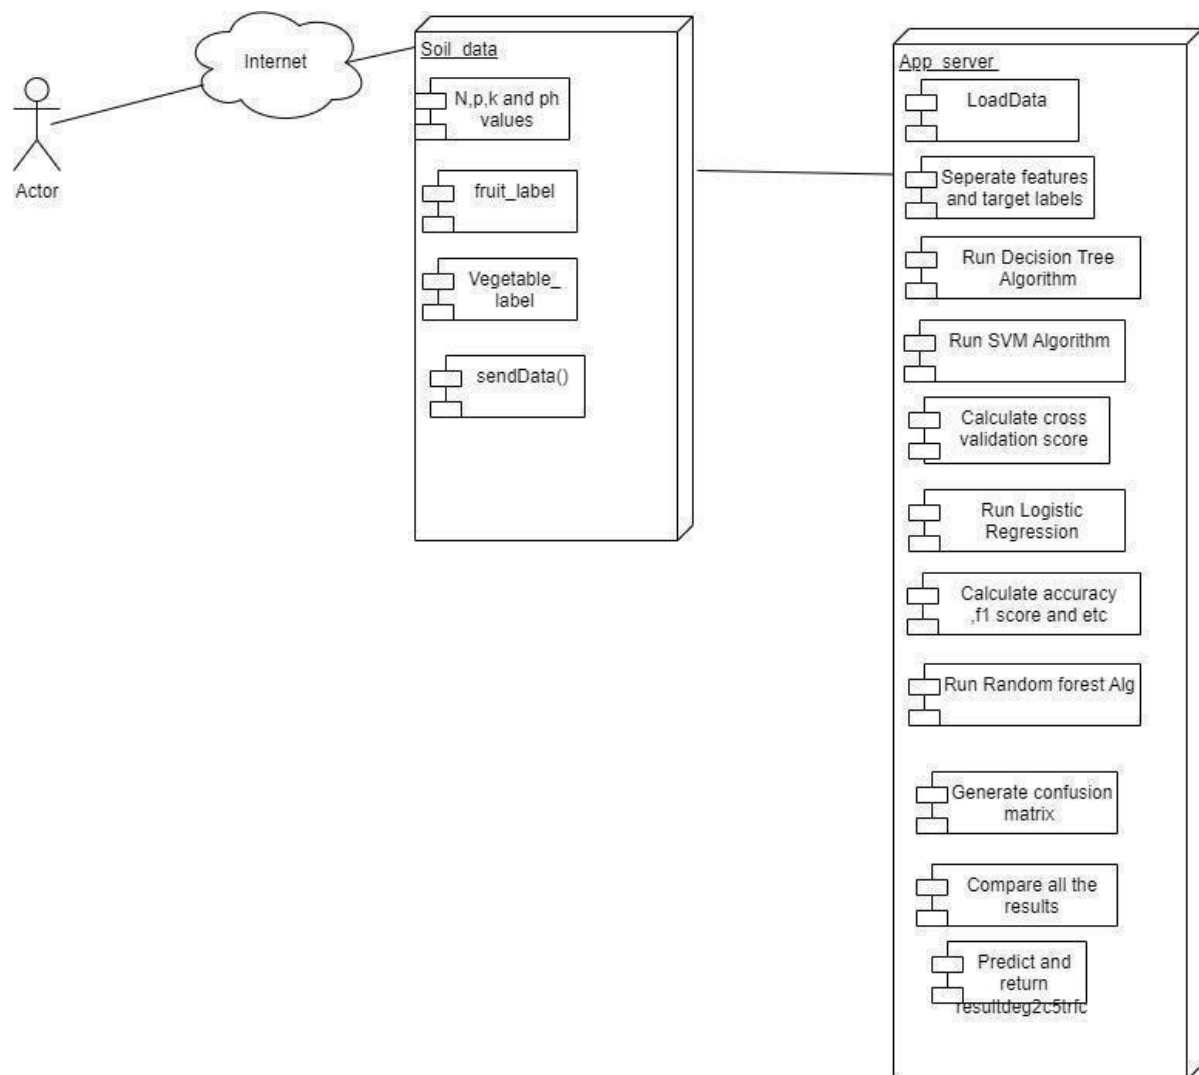 Internet
Actor
Soil_data
N,p,k and ph
values
fruit_label
Vegetable_
label
sendData()
App_server
LoadData
Seperate features
and target labels
Run Decision Tree
Algorithm
Run SVM Algorithm
Calculate cross
validation score
Run Logistic
Regression
Calculate accuracy
,f1 score and etc
Run Random forest Alg
Generate confusion
matrix
Compare all the
results
Predict and
return
resultdeg2c5trfc